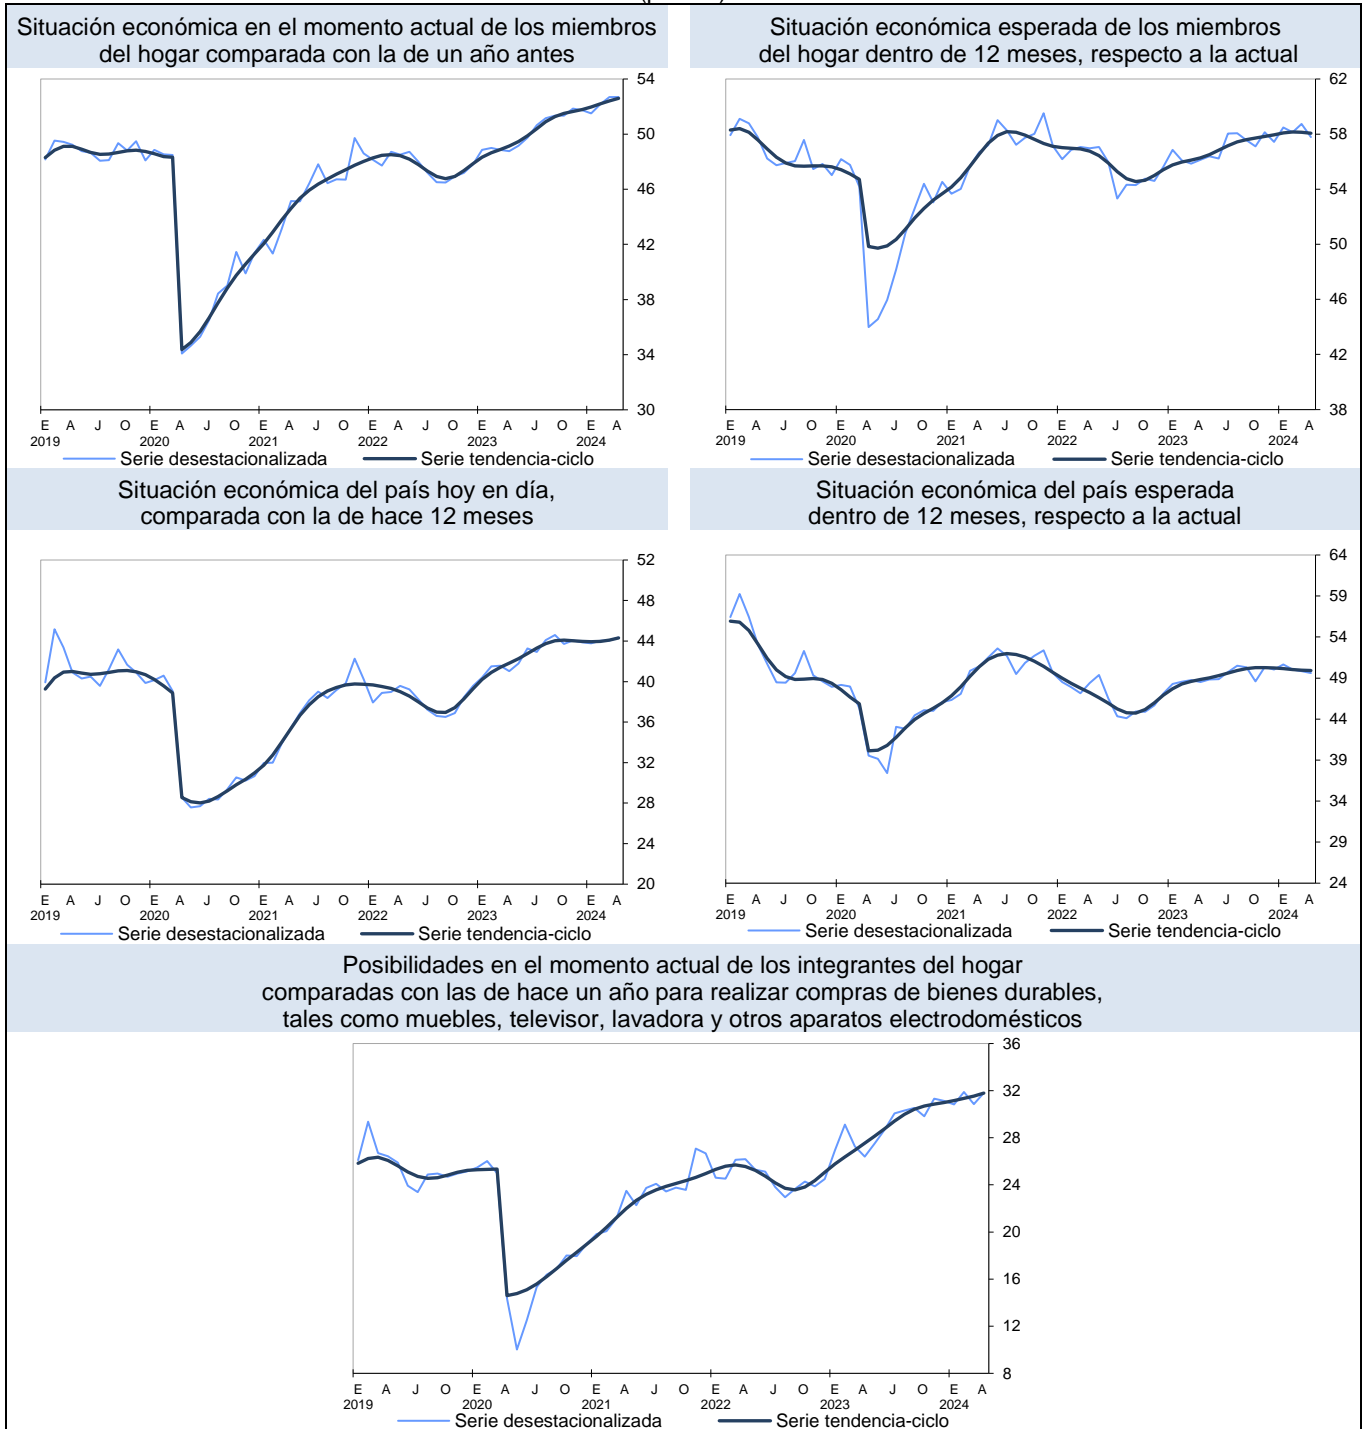 Situación económica en el momento actual de los miembros
del hogar comparada con la de un año antes
54
50
46
42
38
34
30
E A J O E A J O E A J O E A J O E A J O E A
2019 2020 2021 2022 2023 2024
Serie desestacionalizada Serie tendencia-ciclo
Situación económica esperada de los miembros
del hogar dentro de 12 meses, respecto a la actual
62
58
54
50
46
42
38
E A J O E A J O E A J O E A J O E A J O E A
2019 2020 2021 2022 2023 2024
Serie desestacionalizada Serie tendencia-ciclo
Situación económica del país hoy en día,
comparada con la de hace 12 meses
52
48
44
40
36
32
28
24
20
E A J O E A J O E A J O E A J O E A J O E A
2019 2020 2021 2022 2023 2024
Serie desestacionalizada Serie tendencia-ciclo
Situación económica del país esperada
dentro de 12 meses, respecto a la actual
64
59
54
49
44
39
34
29
24
E A J O E A J O E A J O E A J O E A J O E A
2019 2020 2021 2022 2023 2024
Serie desestacionalizada Serie tendencia-ciclo
Posibilidades en el momento actual de los integrantes del hogar
comparadas con las de hace un año para realizar compras de bienes durables,
tales como muebles, televisor, lavadora y otros aparatos electrodomésticos
36
32
28
24
20
16
12
8
E A J O E A J O E A J O E A J O E A J O E A
2019 2020 2021 2022 2023 2024
Serie desestacionalizada Serie tendencia-ciclo